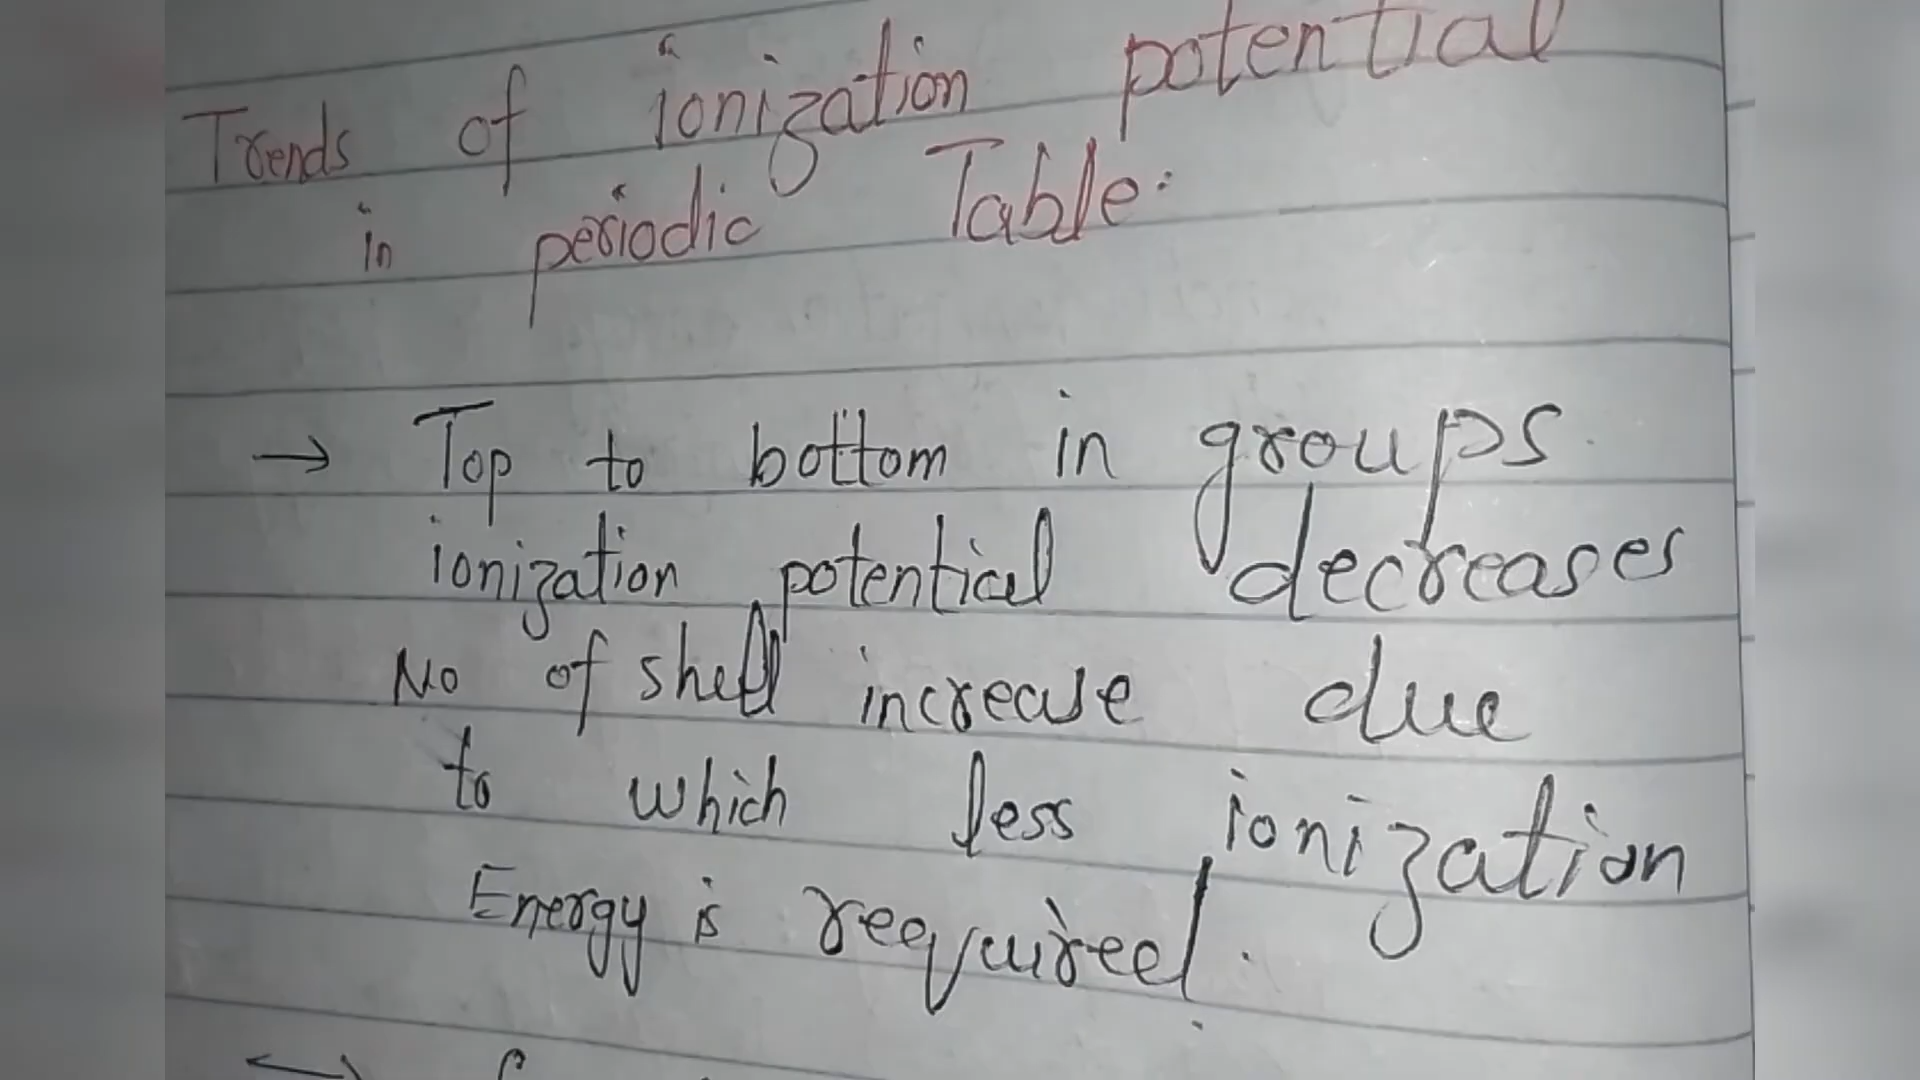 Trends of ionization potential
in periodic Table:
→ Top to bottom in groups
ionization potential decreases
No of shell increase due
to which less ionization
Energy is required.